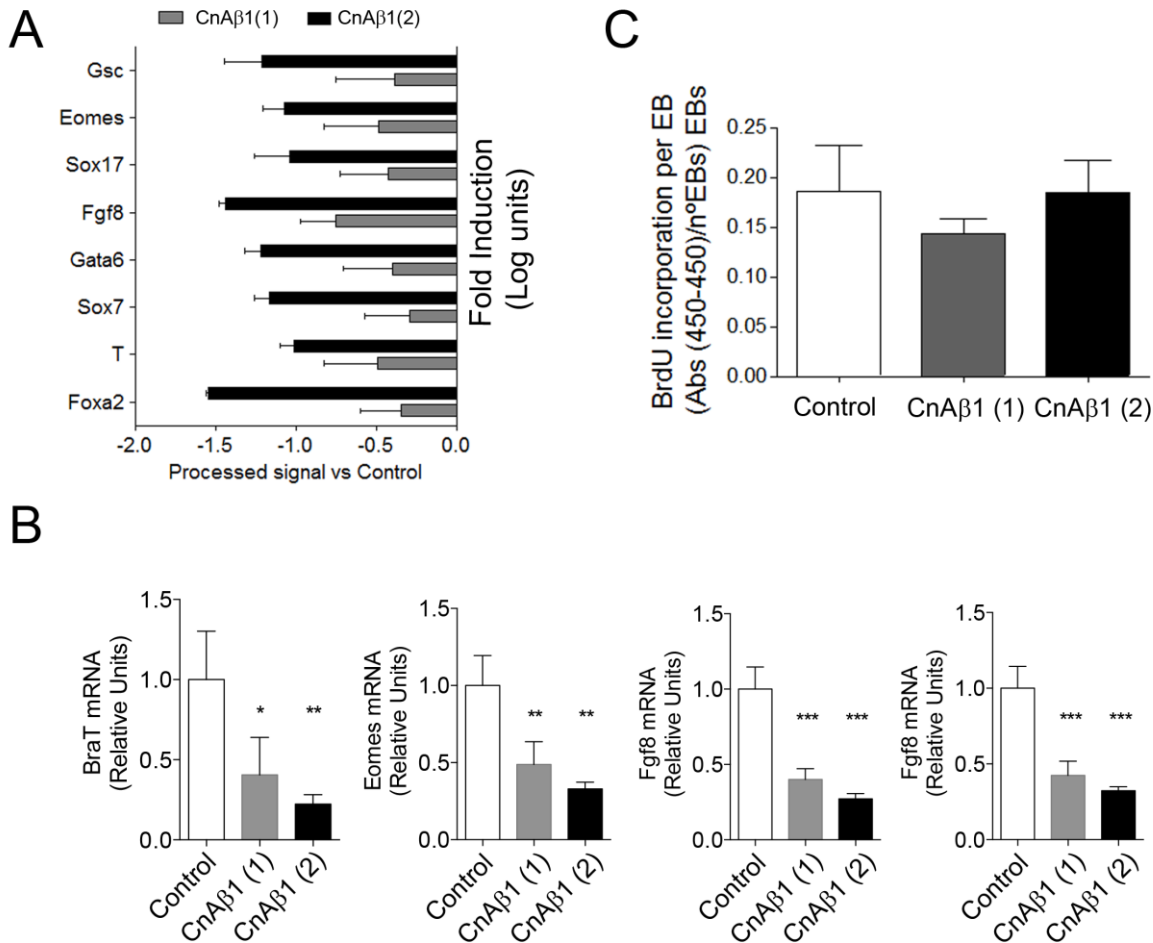 A
CnAβ1(1) CnAβ1(2)
Gsc
Eomes
Sox17
Fgf8
Gata6
Sox7
T
Foxa2
-2.0 -1.5 -1.0 -0.5 0.0
Processed signal vs Control
Fold Induction
(Log units)
C
BrdU incorporation per EB
(Abs (450-450)/nºEBs) EBs
0.25
0.20
0.15
0.10
0.05
0.00
Control CnAβ1 (1) CnAβ1 (2)
B
BraT mRNA
(Relative Units)
1.5
1.0
0.5
0.0
* **
Control CnAβ1 (1) CnAβ1 (2)
Eomes mRNA
(Relative Units)
1.5
1.0
0.5
0.0
** **
Control CnAβ1 (1) CnAβ1 (2)
Fgf8 mRNA
(Relative Units)
1.5
1.0
0.5
0.0
*** ***
Control CnAβ1 (1) CnAβ1 (2)
Fgf8 mRNA
(Relative Units)
1.5
1.0
0.5
0.0
*** ***
Control CnAβ1 (1) CnAβ1 (2)